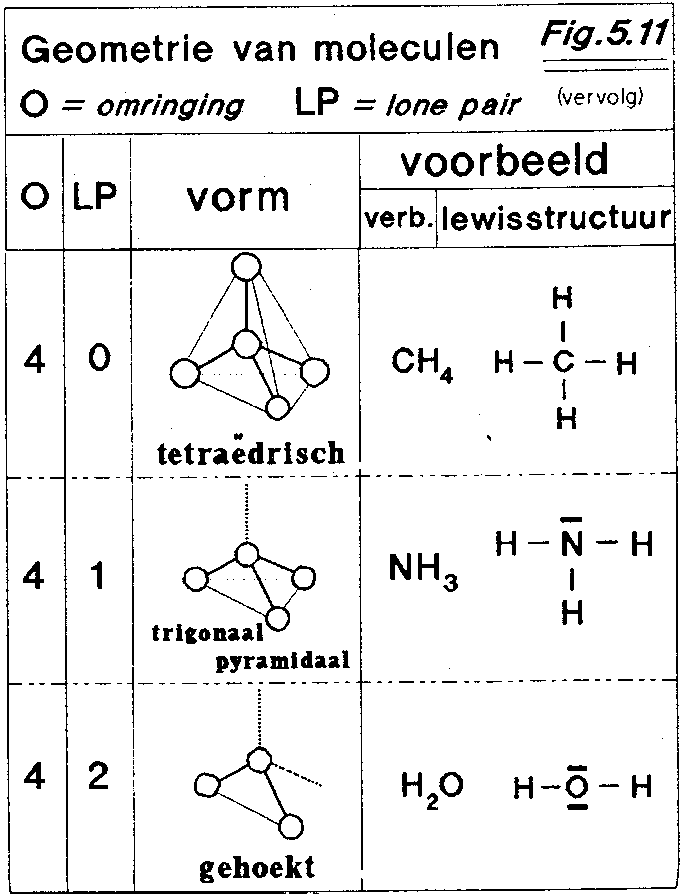 Geometrie van moleculen Fig.5.11
O = omringing LP = lone pair (vervolg)
O LP vorm voorbeeld
verb. lewisstructuur
4 0 CH₄
H
|
H – C – H
|
H
tetraëdrisch
4 1 NH₃
H – N̅ – H
|
H
trigonaal
pyramidaal
4 2 H₂O H – O̲̅ – H
gehoekt